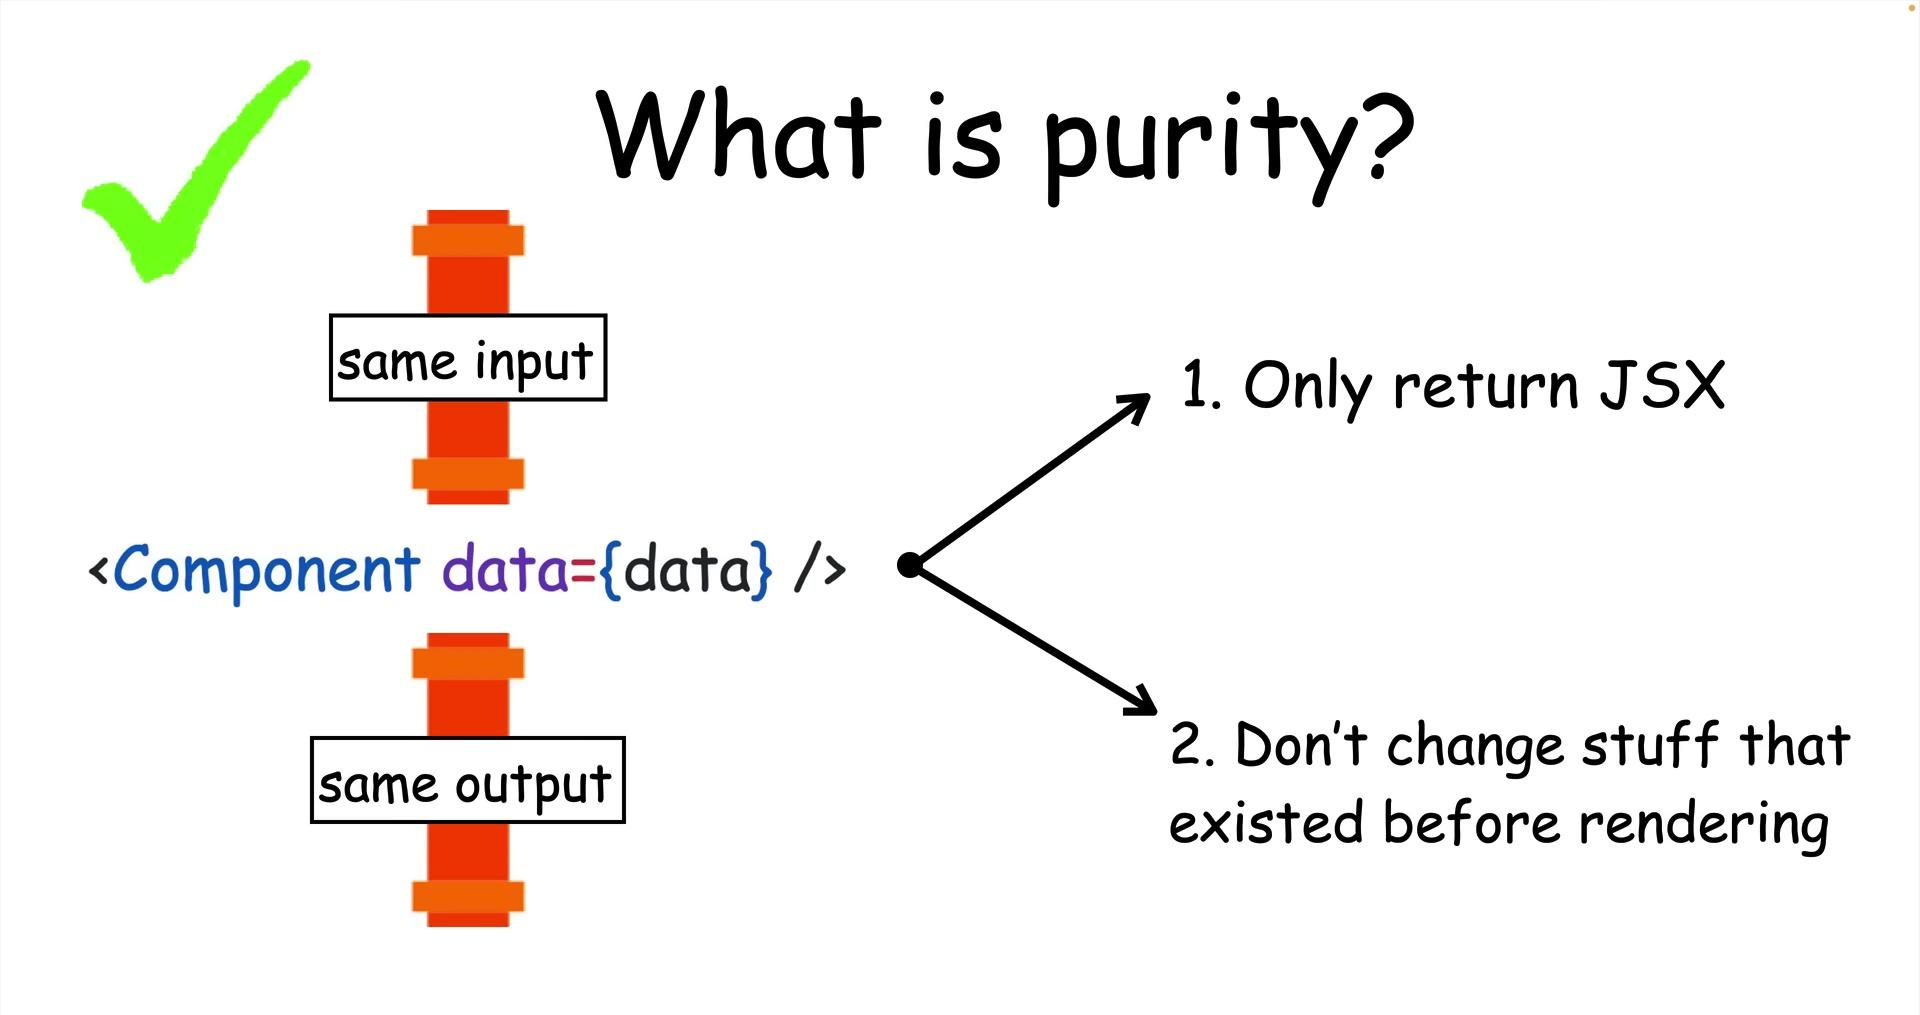 What is purity?
same input
<Component data={data} />
same output
1. Only return JSX
2. Don't change stuff that
existed before rendering